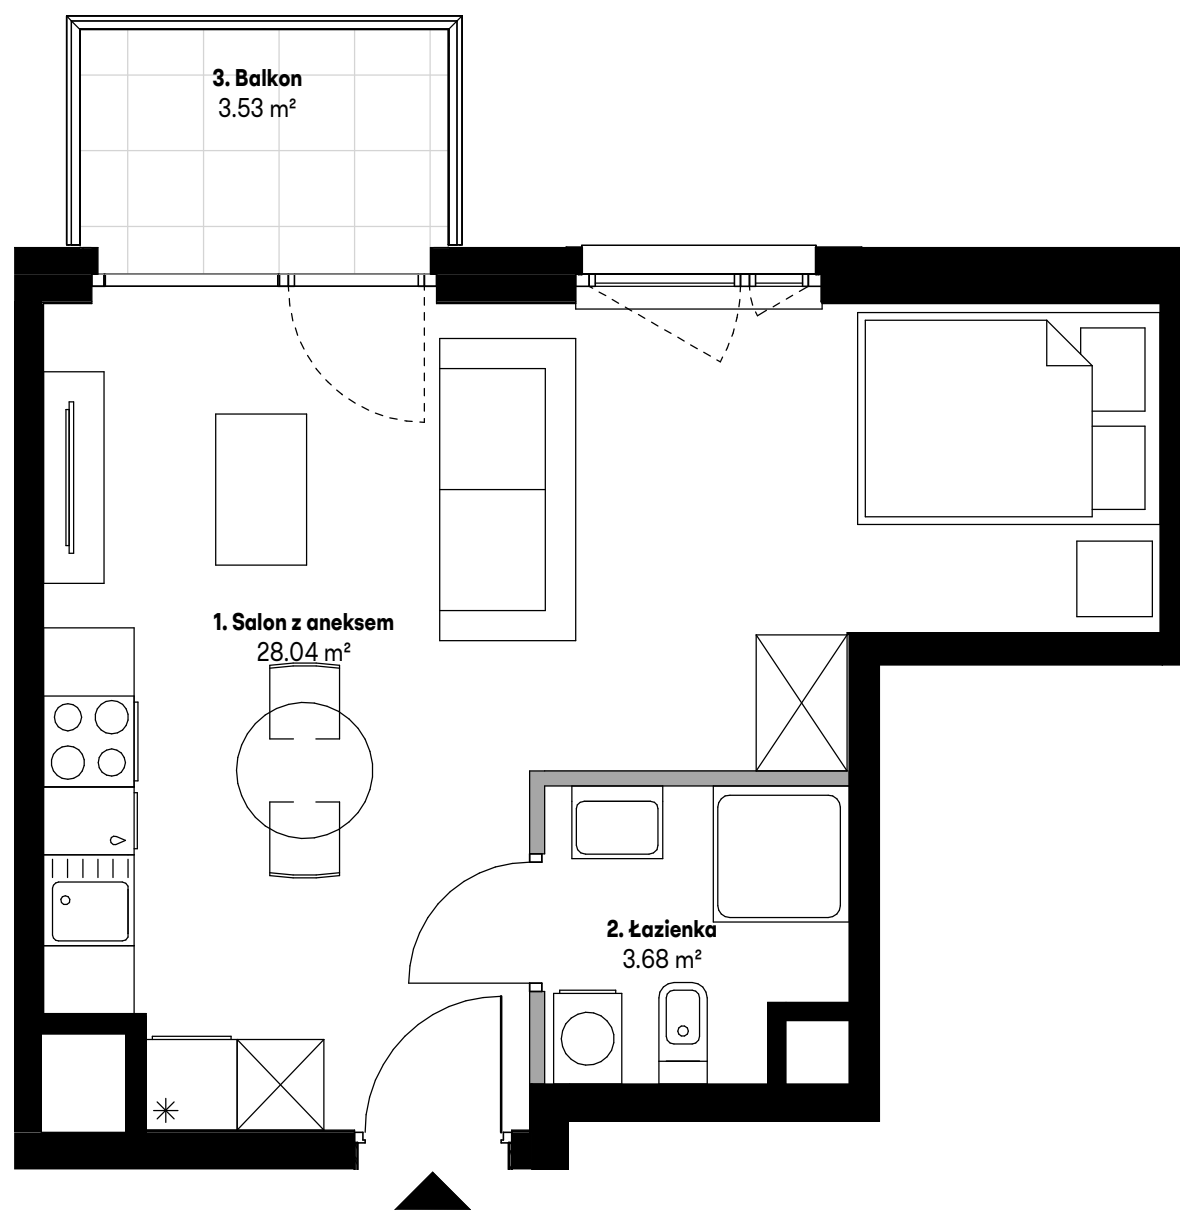 3. Balkon
3.53 m²
1. Salon z aneksem
28.04 m²
2. Łazienka
3.68 m²